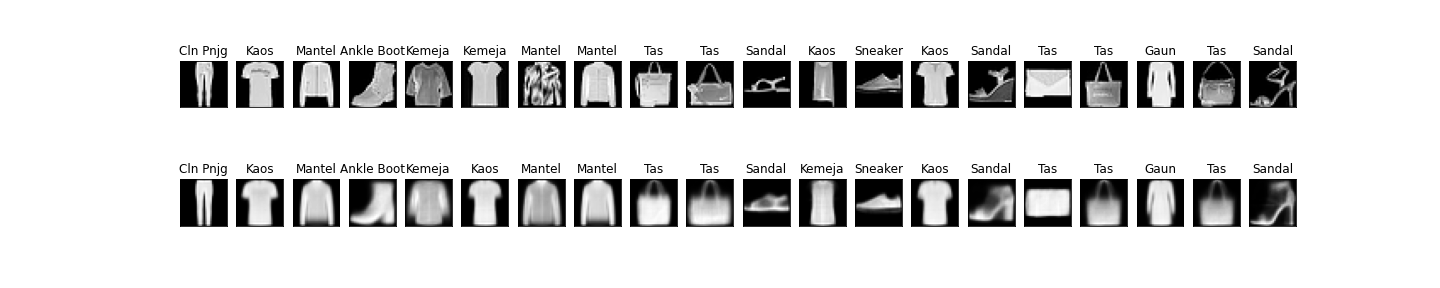 Cln Pnjg Kaos Mantel Ankle Boot Kemeja Kemeja Mantel Mantel Tas Tas Sandal Kaos Sneaker Kaos Sandal Tas Tas Gaun Tas Sandal
Cln Pnjg Kaos Mantel Ankle Boot Kemeja Kaos Mantel Mantel Tas Tas Sandal Kemeja Sneaker Kaos Sandal Tas Tas Gaun Tas Sandal